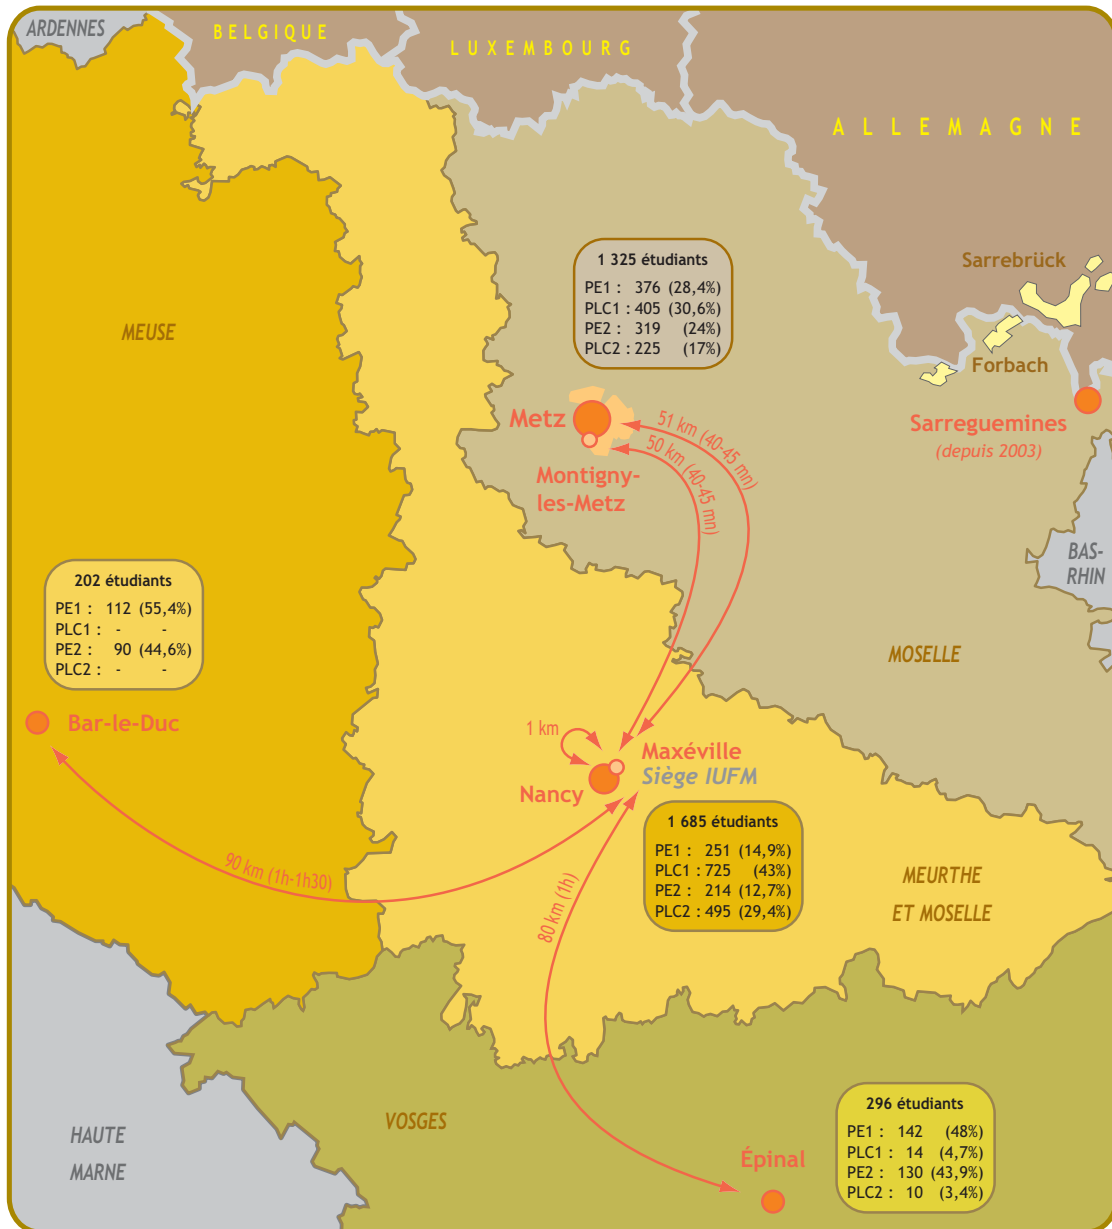 ARDENNES
BELGIQUE
LUXEMBOURG
ALLEMAGNE
1 325 étudiants
PE1 : 376 (28,4%)
PLC1 : 405 (30,6%)
PE2 : 319 (24%)
PLC2 : 225 (17%)
Sarrebrück
Forbach
MEUSE
Metz
Montigny-
les-Metz
51 km (40-45 mn)
50 km (40-45 mn)
Sarreguemines
(depuis 2003)
BAS-
RHIN
202 étudiants
PE1 : 112 (55,4%)
PLC1 : - -
PE2 : 90 (44,6%)
PLC2 : - -
MOSELLE
Bar-le-Duc
1 km
Maxéville
Siège IUFM
Nancy
1 685 étudiants
PE1 : 251 (14,9%)
PLC1 : 725 (43%)
PE2 : 214 (12,7%)
PLC2 : 495 (29,4%)
90 km (1h-1h30)
80 km (1h)
MEURTHE
ET MOSELLE
VOSGES
HAUTE
MARNE
Épinal
296 étudiants
PE1 : 142 (48%)
PLC1 : 14 (4,7%)
PE2 : 130 (43,9%)
PLC2 : 10 (3,4%)